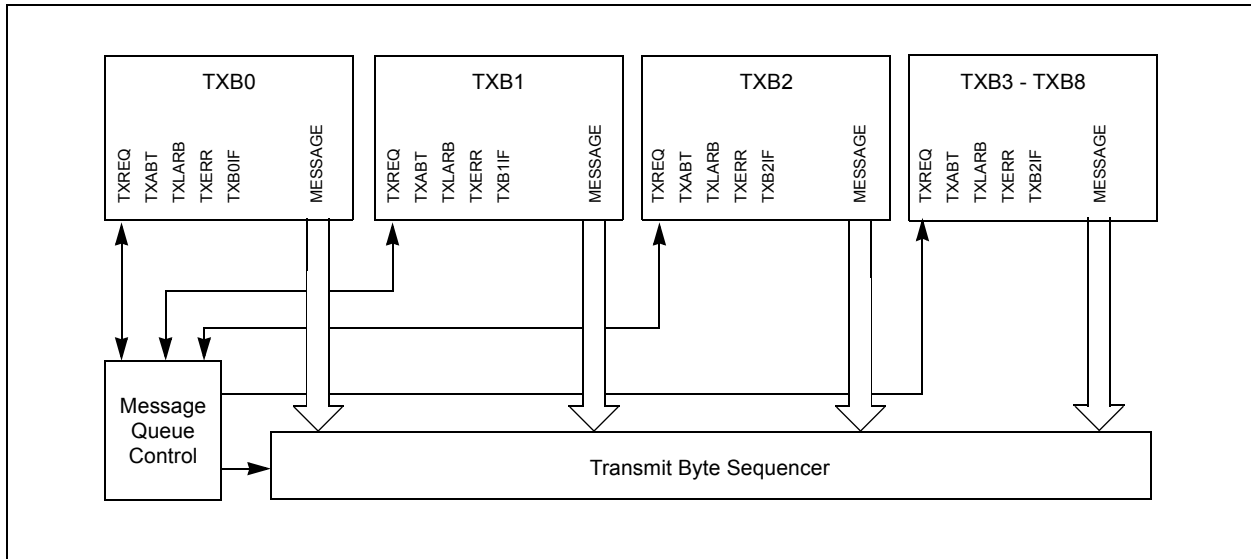 TXB0
TXREQ
TXABT
TXLARB
TXERR
TXB0IF
MESSAGE
TXB1
TXREQ
TXABT
TXLARB
TXERR
TXB1IF
MESSAGE
TXB2
TXREQ
TXABT
TXLARB
TXERR
TXB2IF
MESSAGE
TXB3 - TXB8
TXREQ
TXABT
TXLARB
TXERR
TXB2IF
MESSAGE
Message
Queue
Control
Transmit Byte Sequencer